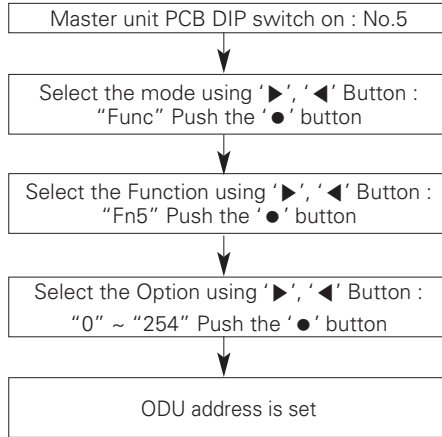 Master unit PCB DIP switch on : No.5
Select the mode using ‘▶’, ‘◀’ Button :
“Func” Push the ‘●’ button
Select the Function using ‘▶’, ‘◀’ Button :
“Fn5” Push the ‘●’ button
Select the Option using ‘▶’, ‘◀’ Button :
“0” ~ “254” Push the ‘●’ button
ODU address is set